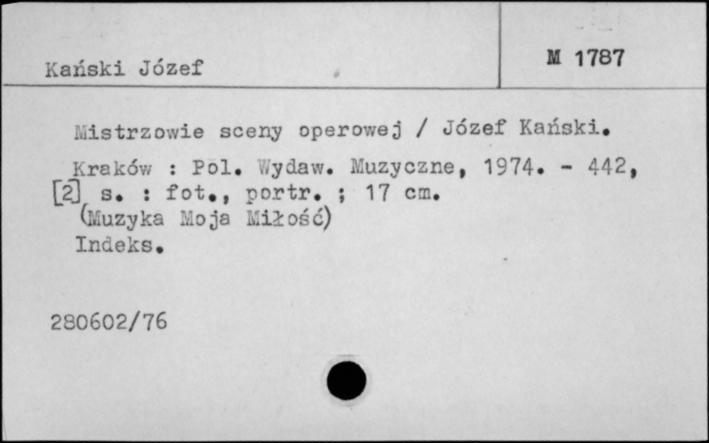 Kański Józef
M 1787
Mistrzowie sceny operowej / Józef Kański.
Kraków : Pol. Wydaw. Muzyczne, 1974. - 442,
[2] s. : fot., portr. ; 17 cm.
(Muzyka Moja Miłość)
Indeks.
280602/76